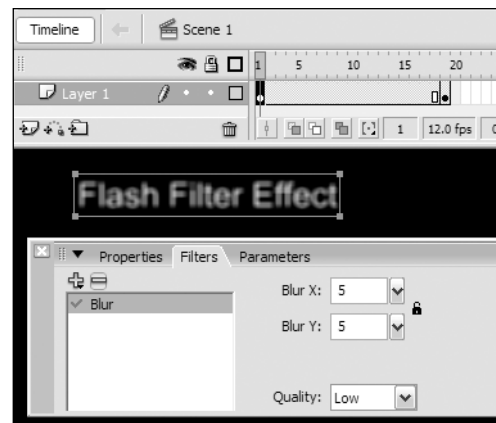 Timeline Scene 1
1 5 10 15 20
Layer 1
1 12.0 fps
Flash Filter Effect
Properties Filters Parameters
Blur
Blur X: 5
Blur Y: 5
Quality: Low